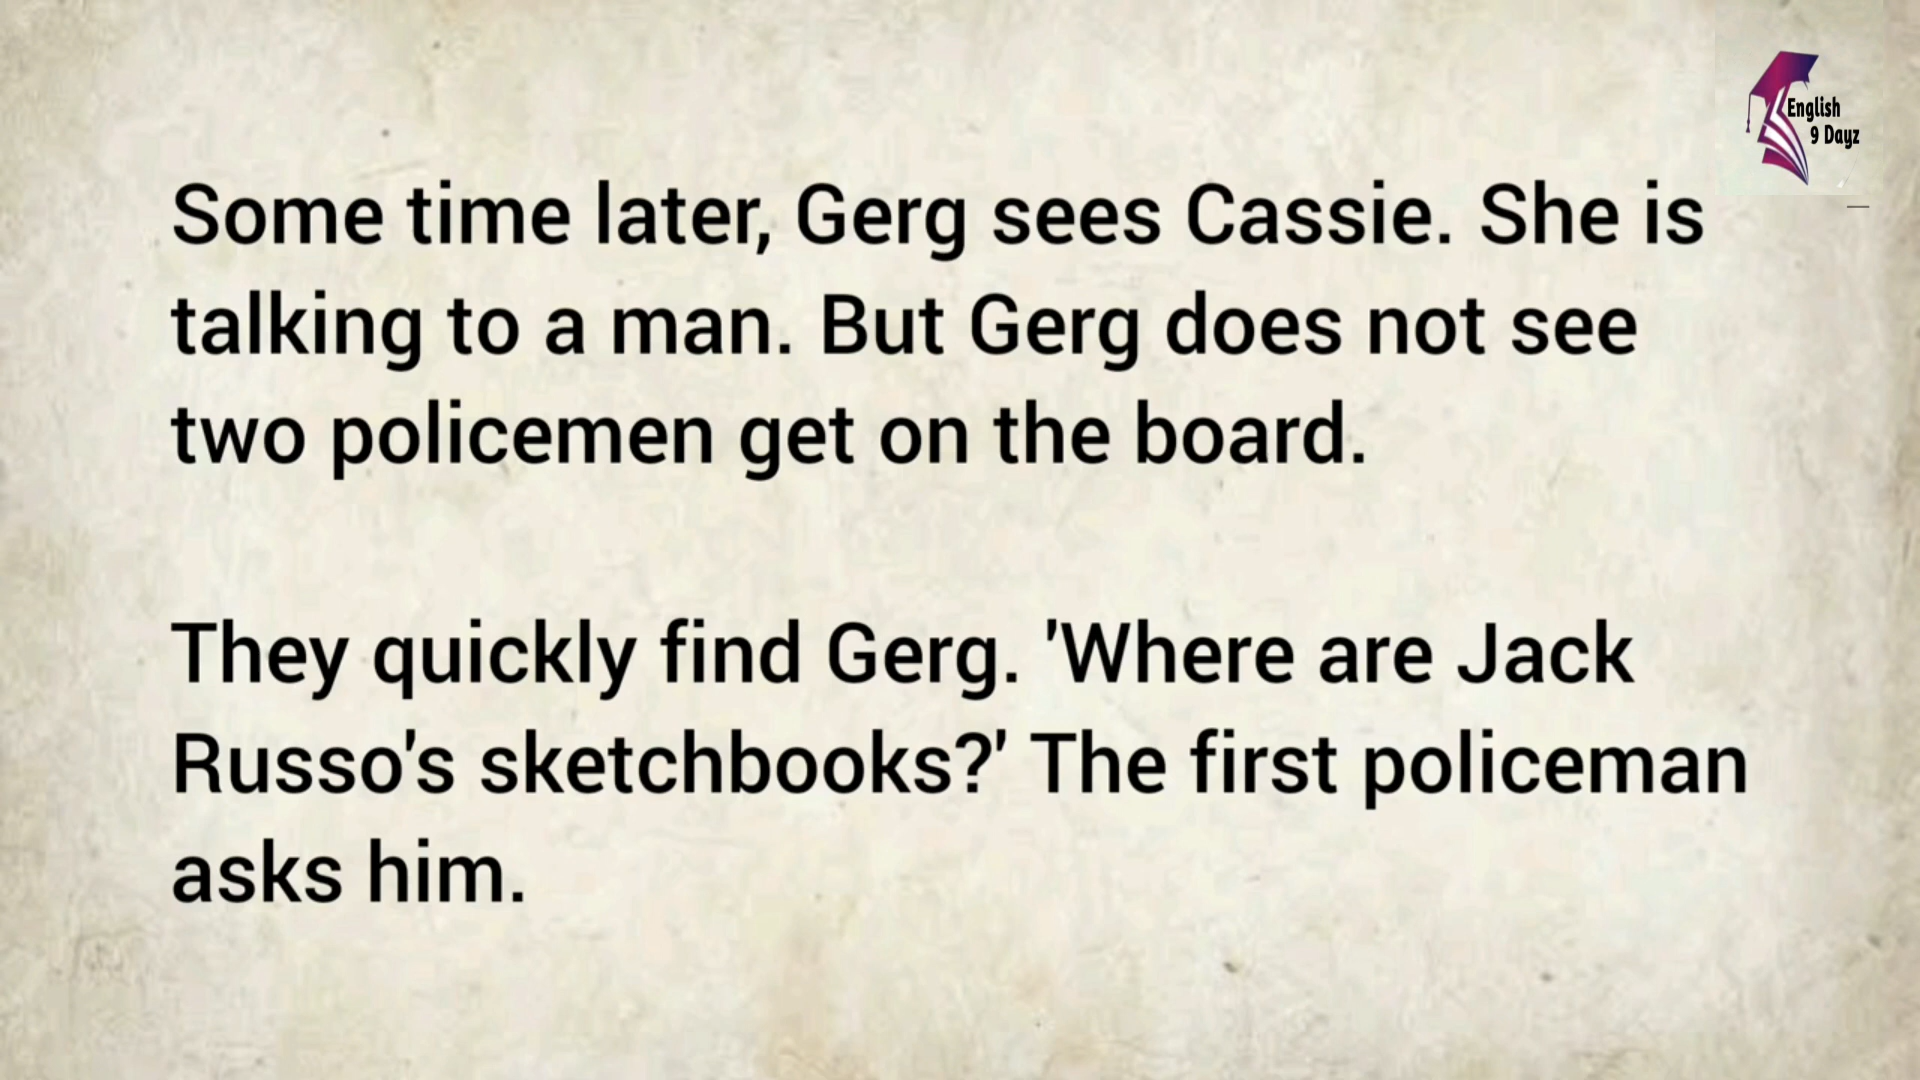 English
9 Dayz
Some time later, Gerg sees Cassie. She is
talking to a man. But Gerg does not see
two policemen get on the board.
They quickly find Gerg. 'Where are Jack
Russo's sketchbooks?' The first policeman
asks him.